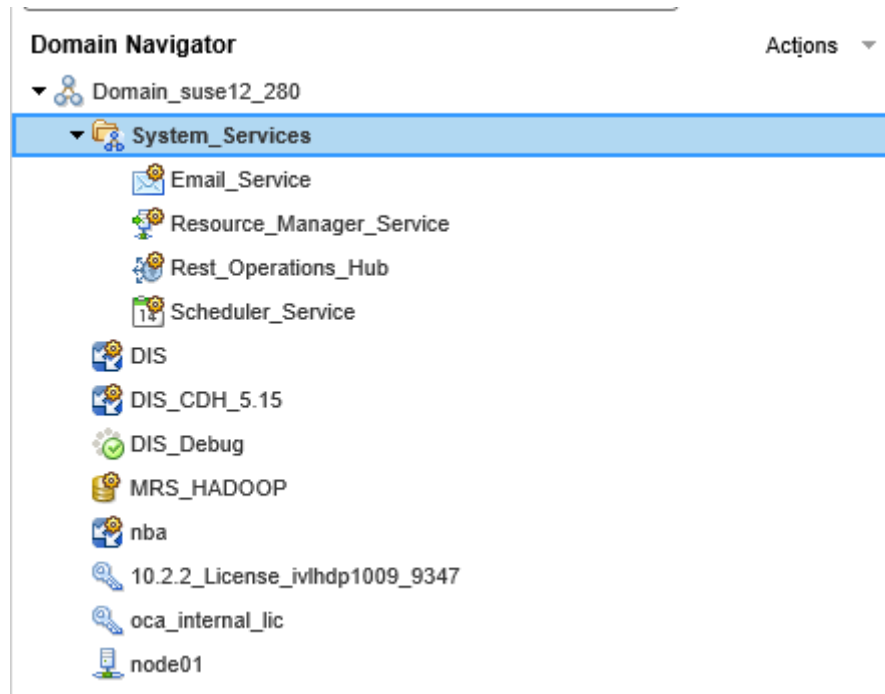 Domain Navigator Actions
Domain_suse12_280
System_Services
Email_Service
Resource_Manager_Service
Rest_Operations_Hub
14 Scheduler_Service
DIS
DIS_CDH_5.15
DIS_Debug
MRS_HADOOP
nba
10.2.2_License_ivlhdp1009_9347
oca_internal_lic
node01